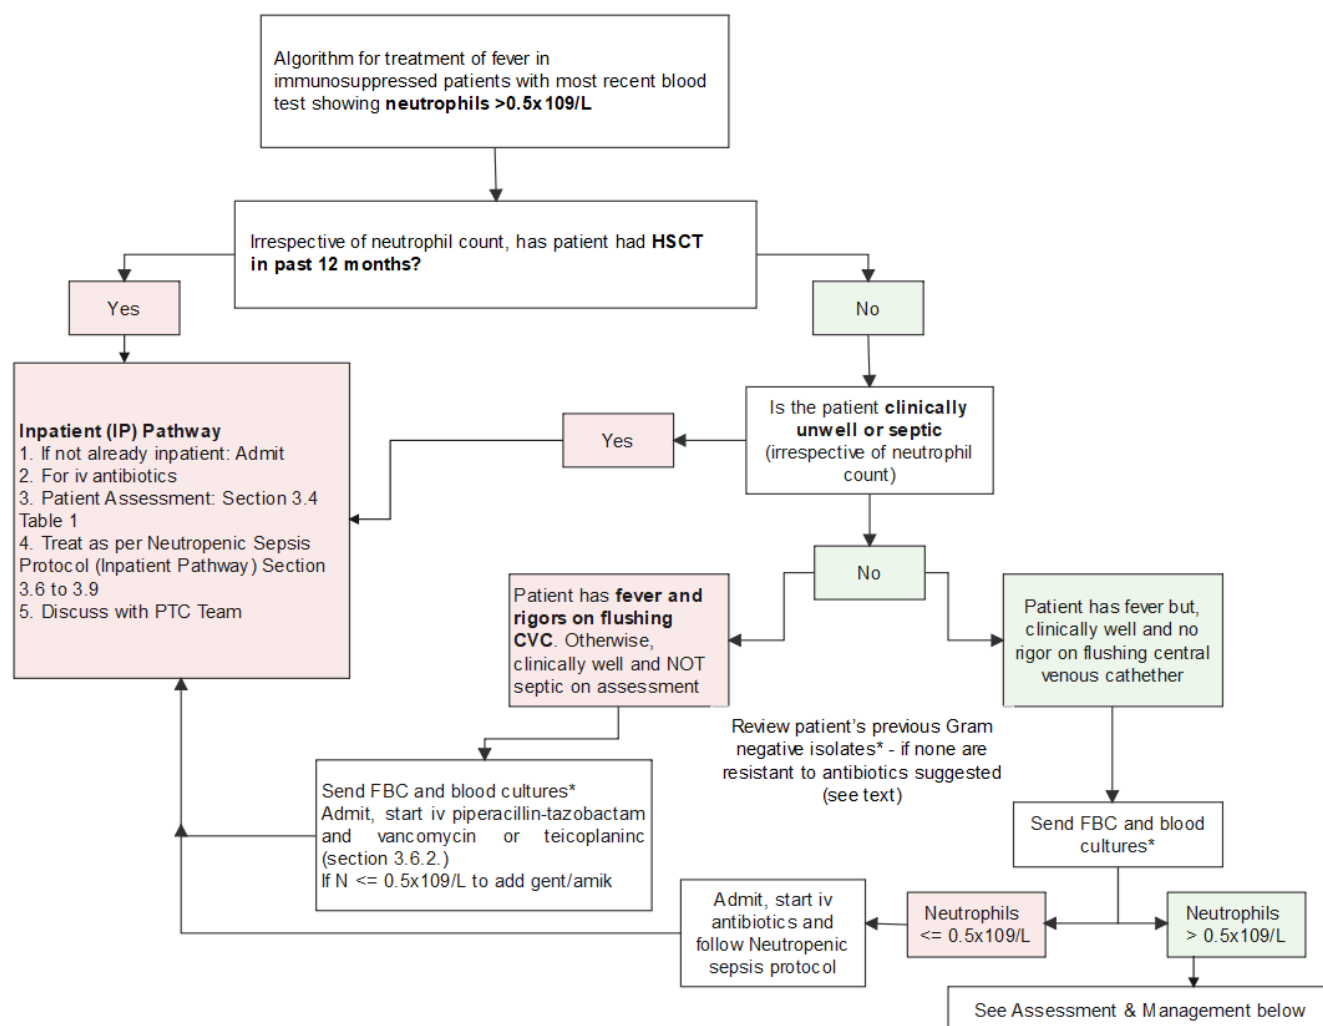 Algorithm for treatment of fever in
immunosuppressed patients with most recent blood
test showing neutrophils >0.5x109/L
Irrespective of neutrophil count, has patient had HSCT
in past 12 months?
Yes
No
Inpatient (IP) Pathway
1. If not already inpatient: Admit
2. For iv antibiotics
3. Patient Assessment: Section 3.4
Table 1
4. Treat as per Neutropenic Sepsis
Protocol (Inpatient Pathway) Section
3.6 to 3.9
5. Discuss with PTC Team
Is the patient clinically
unwell or septic
(irrespective of neutrophil
count)
Yes
No
Patient has fever and
rigors on flushing
CVC. Otherwise,
clinically well and NOT
septic on assessment
Patient has fever but,
clinically well and no
rigor on flushing central
venous cathether
Review patient's previous Gram
negative isolates* - if none are
resistant to antibiotics suggested
(see text)
Send FBC and blood cultures*
Admit, start iv piperacillin-tazobactam
and vancomycin or teicoplaninc
(section 3.6.2.)
If N <= 0.5x109/L to add gent/amik
Send FBC and blood
cultures*
Admit, start iv
antibiotics and
follow Neutropenic
sepsis protocol
Neutrophils
<= 0.5x109/L
Neutrophils
> 0.5x109/L
See Assessment & Management below